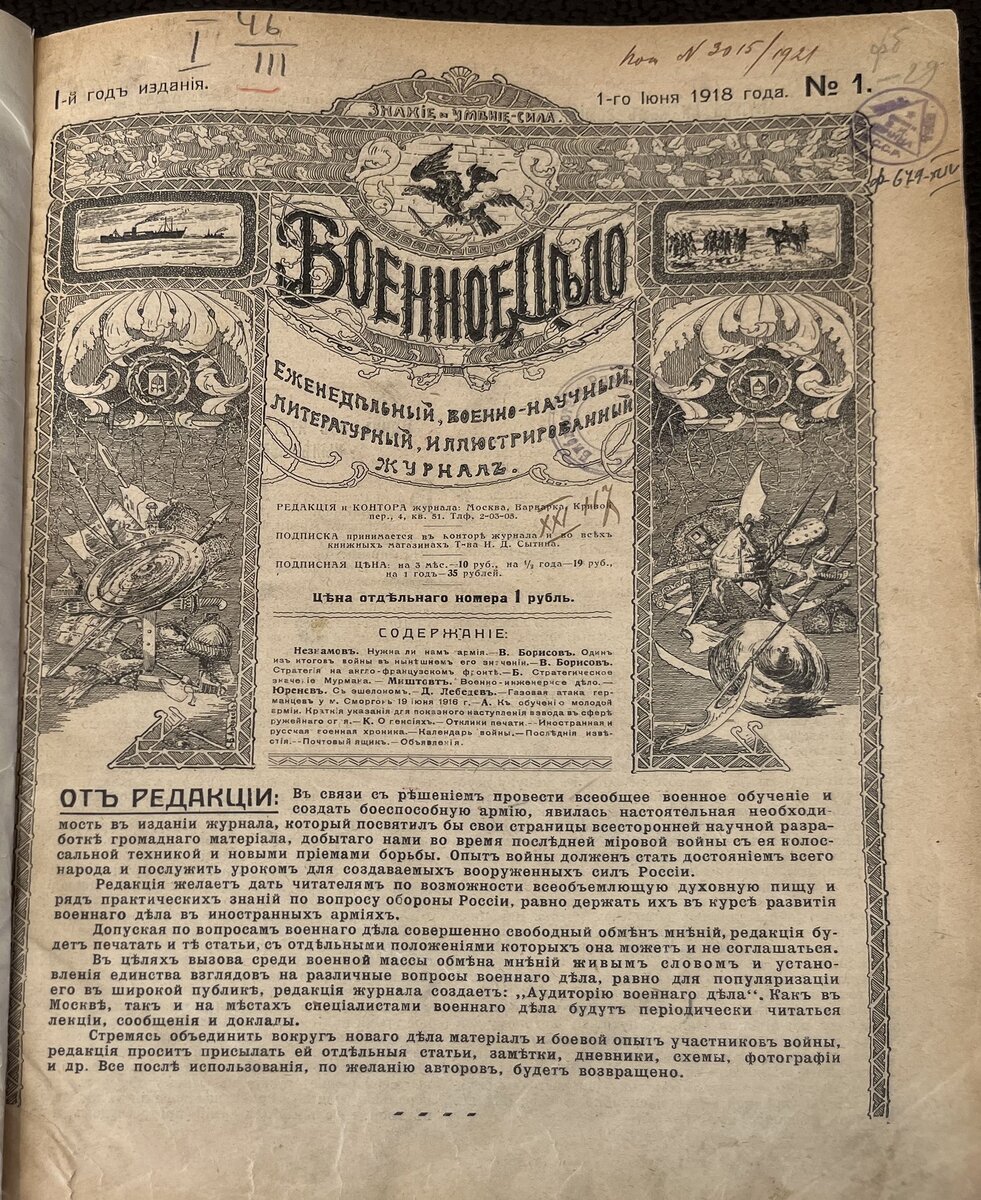 I
ЧБ
III
Nº 3015/1921
-29
I-й годъ изданія.
1-го Іюня 1918 года. № 1.
ЗНАНІЕ и УМѢНІЕ-СИЛА.
ф-679-
ВОЕННОЕ ДѢЛО
ЕЖЕНЕДѢЛЬНЫЙ, ВОЕННО-НАУЧНЫЙ,
ЛИТЕРАТУРНЫЙ, ИЛЛЮСТРИРОВАННЫЙ
ЖУРНАЛЪ.
РЕДАКЦІЯ и КОНТОРА журнала: Москва, Варварка, Кривой
пер., 4, кв. 51. Тлф. 2-03-05.
XXI
ПОДПИСКА принимается въ конторѣ журнала и во всѣхъ
книжныхъ магазинахъ Т-ва И. Д. Сытина.
ПОДПИСНАЯ ЦѢНА: на 3 мѣс.—10 руб., на ½ года—19 руб.,
на 1 годъ—35 рублей.
Цѣна отдѣльнаго номера 1 рубль.
СОДЕРЖАНІЕ:
Незнамовъ. Нужна ли намъ армія.—В. Борисовъ. Одинъ
изъ итоговъ войны въ нынѣшнемъ его значеніи.—В. Борисовъ.
Стратегія на англо-французскомъ фронтѣ.—Б. Стратегическое
значеніе Мурмана.—Миштовтъ. Военно-инженерное дѣло.—
Юреневъ. Съ эшелономъ.—Д. Лебедевъ.—Газовая атака гер-
манцевъ у м. Сморгонь 19 іюня 1916 г.—А. Къ обученію молодой
арміи. Краткія указанія для показного наступленія взвода въ сферѣ
ружейнаго огня.—К. О пенсіяхъ.—Отклики печати.—Иностранная и
русская военная хроника.—Календарь войны.—Послѣднія извѣ-
стія.—Почтовый ящикъ.—Объявленія.
ОТЪ РЕДАКЦІИ: Въ связи съ рѣшеніемъ провести всеобщее военное обученіе и
создать боеспособную армію, явилась настоятельная необходи-
мость въ изданіи журнала, который посвятилъ бы свои страницы всесторонней научной разра-
боткѣ громаднаго матеріала, добытаго нами во время послѣдней міровой войны съ ея колос-
сальной техникой и новыми пріемами борьбы. Опытъ войны долженъ стать достояніемъ всего
народа и послужить урокомъ для создаваемыхъ вооруженныхъ силъ Россіи.
Редакція желаетъ дать читателямъ по возможности всеобъемлющую духовную пищу и
рядъ практическихъ знаній по вопросу обороны Россіи, равно держать ихъ въ курсѣ развитія
военнаго дѣла въ иностранныхъ арміяхъ.
Допуская по вопросамъ военнаго дѣла совершенно свободный обмѣнъ мнѣній, редакція бу-
детъ печатать и тѣ статьи, съ отдѣльными положеніями которыхъ она можетъ и не соглашаться.
Въ цѣляхъ вызова среди военной массы обмѣна мнѣній живымъ словомъ и устано-
вленія единства взглядовъ на различные вопросы военнаго дѣла, равно для популяризаціи
его въ широкой публикѣ, редакція журнала создаетъ: „Аудиторію военнаго дѣла“. Какъ въ
Москвѣ, такъ и на мѣстахъ спеціалистами военнаго дѣла будутъ періодически читаться
лекціи, сообщенія и доклады.
Стремясь объединить вокругъ новаго дѣла матеріалъ и боевой опытъ участниковъ войны,
редакція проситъ присылать ей отдѣльныя статьи, замѣтки, дневники, схемы, фотографіи
и др. Все послѣ использованія, по желанію авторовъ, будетъ возвращено.